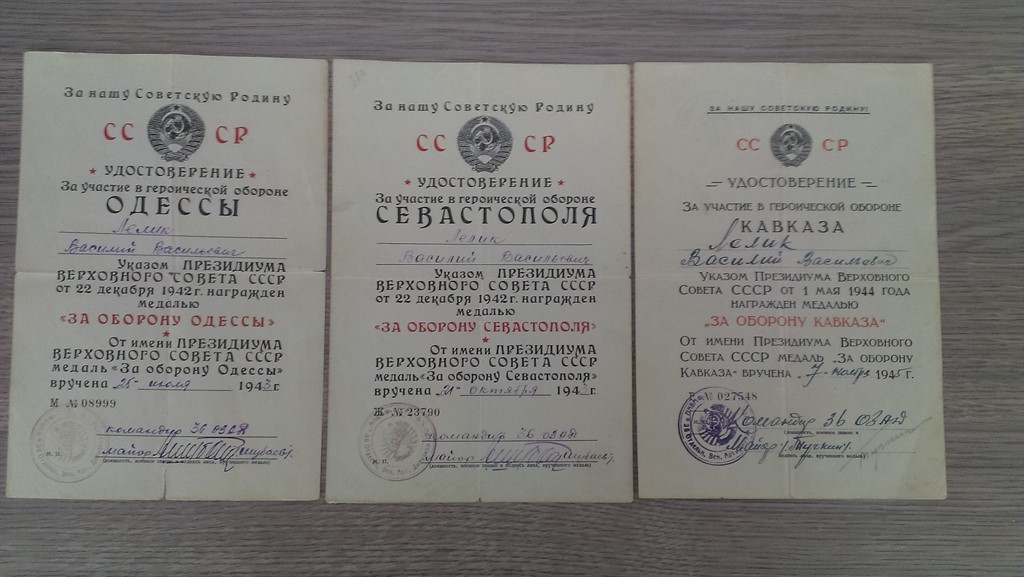 За нашу Советскую Родину
СС СР
УДОСТОВЕРЕНИЕ
За участие в героической обороне
ОДЕССЫ
Лелик
Василий Васильевич
Указом ПРЕЗИДИУМА
ВЕРХОВНОГО СОВЕТА СССР
от 22 декабря 1942 г. награжден
медалью
«ЗА ОБОРОНУ ОДЕССЫ»
От имени ПРЕЗИДИУМА
ВЕРХОВНОГО СОВЕТА СССР
медаль «За оборону Одессы»
вручена 25 июля 1943 г.
М № 08999
командир 36 озад
майор
м. п.
За нашу Советскую Родину
СС СР
УДОСТОВЕРЕНИЕ
За участие в героической обороне
СЕВАСТОПОЛЯ
Лелик
Василий Васильевич
Указом ПРЕЗИДИУМА
ВЕРХОВНОГО СОВЕТА СССР
от 22 декабря 1942 г. награжден
медалью
«ЗА ОБОРОНУ СЕВАСТОПОЛЯ»
От имени ПРЕЗИДИУМА
ВЕРХОВНОГО СОВЕТА СССР
медаль «За оборону Севастополя»
вручена 21 октября 1943 г.
Ж № 23790
командир 36 озад
м. п. майор
ЗА НАШУ СОВЕТСКУЮ РОДИНУ!
СС СР
— УДОСТОВЕРЕНИЕ —
ЗА УЧАСТИЕ В ГЕРОИЧЕСКОЙ ОБОРОНЕ
КАВКАЗА
Лелик
Василий Васильевич
УКАЗОМ ПРЕЗИДИУМА ВЕРХОВНОГО
СОВЕТА СССР ОТ 1 МАЯ 1944 ГОДА
НАГРАЖДЕН МЕДАЛЬЮ
„ЗА ОБОРОНУ КАВКАЗА“
ОТ ИМЕНИ ПРЕЗИДИУМА ВЕРХОВНОГО
СОВЕТА СССР МЕДАЛЬ „ЗА ОБОРОНУ
КАВКАЗА“ ВРУЧЕНА „7“ ноября 1945 г.
№ 027548
Командир 36 ОЗАД
Майор